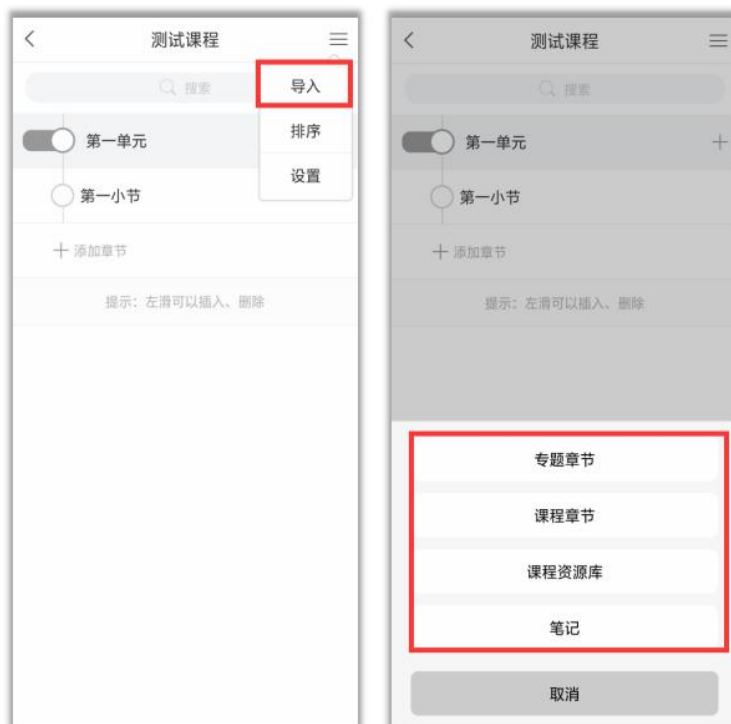 测试课程
搜索
导入
第一单元
排序
设置
第一小节
添加章节
提示：左滑可以插入、删除
测试课程
搜索
第一单元
第一小节
添加章节
提示：左滑可以插入、删除
专题章节
课程章节
课程资源库
笔记
取消